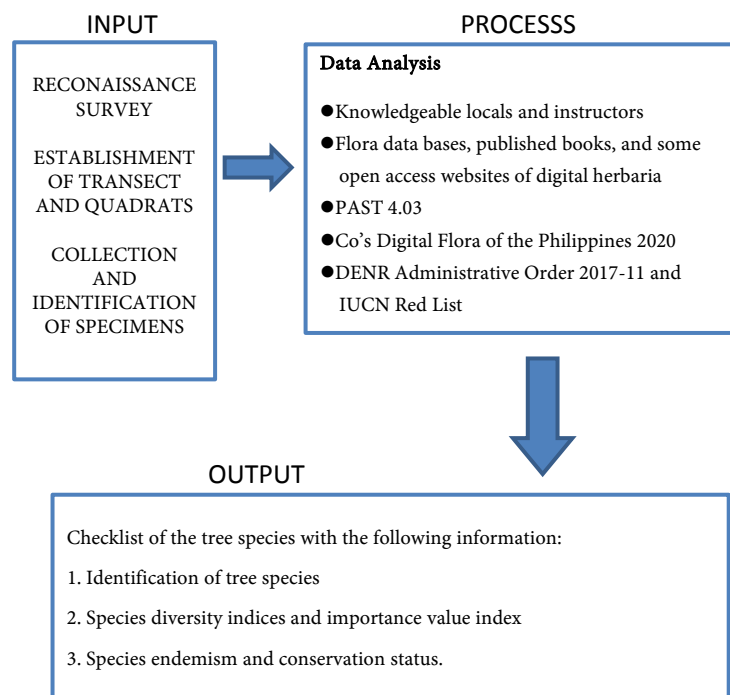 INPUT
RECONAISSANCE
SURVEY
ESTABLISHMENT
OF TRANSECT
AND QUADRATS
COLLECTION
AND
IDENTIFICATION
OF SPECIMENS
PROCESSS
Data Analysis
●Knowledgeable locals and instructors
●Flora data bases, published books, and some
open access websites of digital herbaria
●PAST 4.03
●Co's Digital Flora of the Philippines 2020
●DENR Administrative Order 2017-11 and
IUCN Red List
OUTPUT
Checklist of the tree species with the following information:
1. Identification of tree species
2. Species diversity indices and importance value index
3. Species endemism and conservation status.